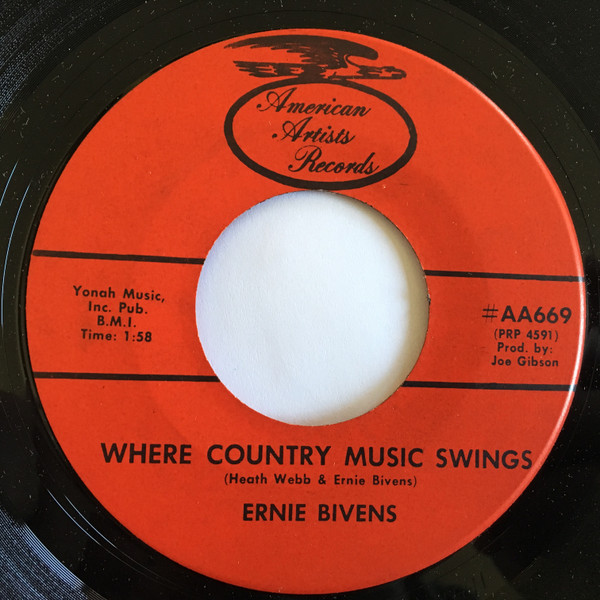 American
Artists
Records
Yonah Music,
Inc. Pub.
B.M.I.
Time: 1:58
#AA669
(PRP 4591)
Prod. by:
Joe Gibson
WHERE COUNTRY MUSIC SWINGS
(Heath Webb & Ernie Bivens)
ERNIE BIVENS